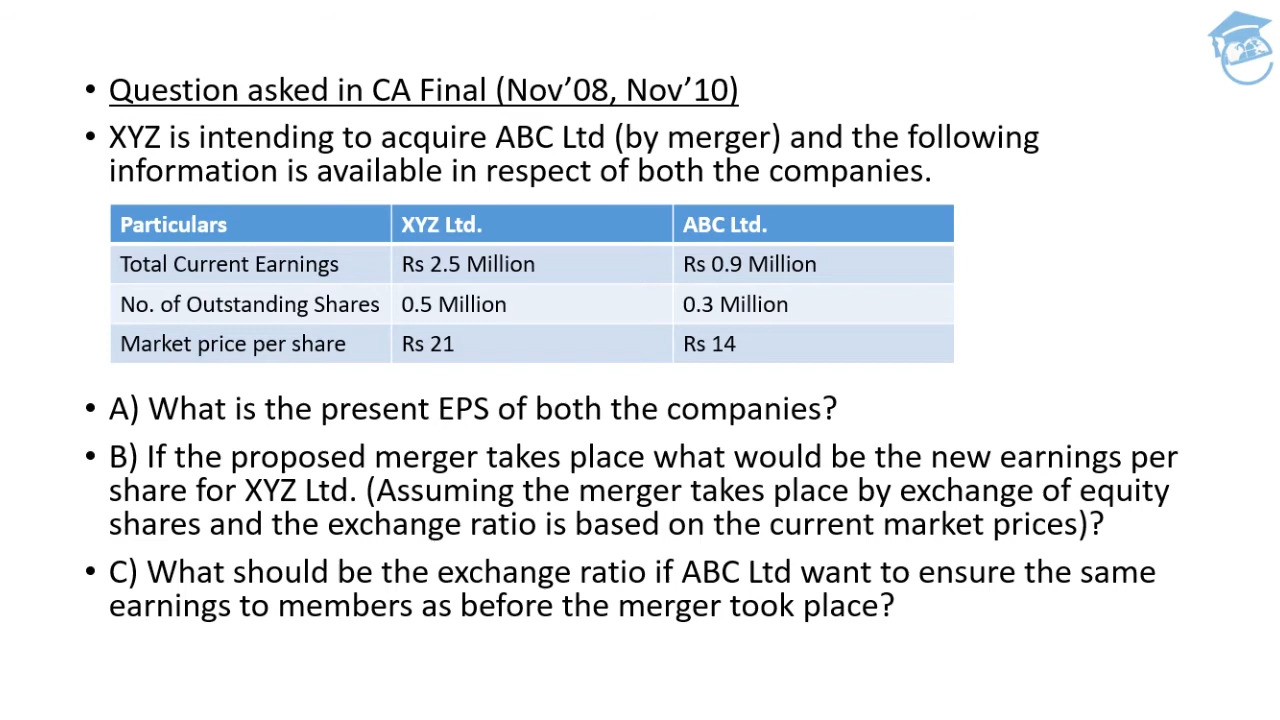 • Question asked in CA Final (Nov’08, Nov’10)
• XYZ is intending to acquire ABC Ltd (by merger) and the following
information is available in respect of both the companies.
Particulars XYZ Ltd. ABC Ltd.
Total Current Earnings Rs 2.5 Million Rs 0.9 Million
No. of Outstanding Shares 0.5 Million 0.3 Million
Market price per share Rs 21 Rs 14
• A) What is the present EPS of both the companies?
• B) If the proposed merger takes place what would be the new earnings per
share for XYZ Ltd. (Assuming the merger takes place by exchange of equity
shares and the exchange ratio is based on the current market prices)?
• C) What should be the exchange ratio if ABC Ltd want to ensure the same
earnings to members as before the merger took place?